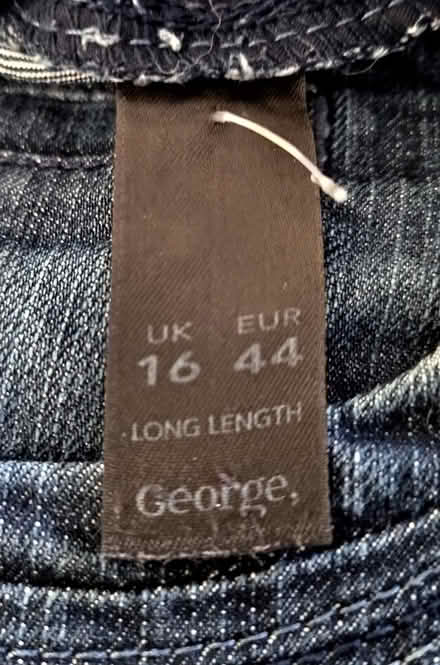 UK EUR
16 44
LONG LENGTH
George.